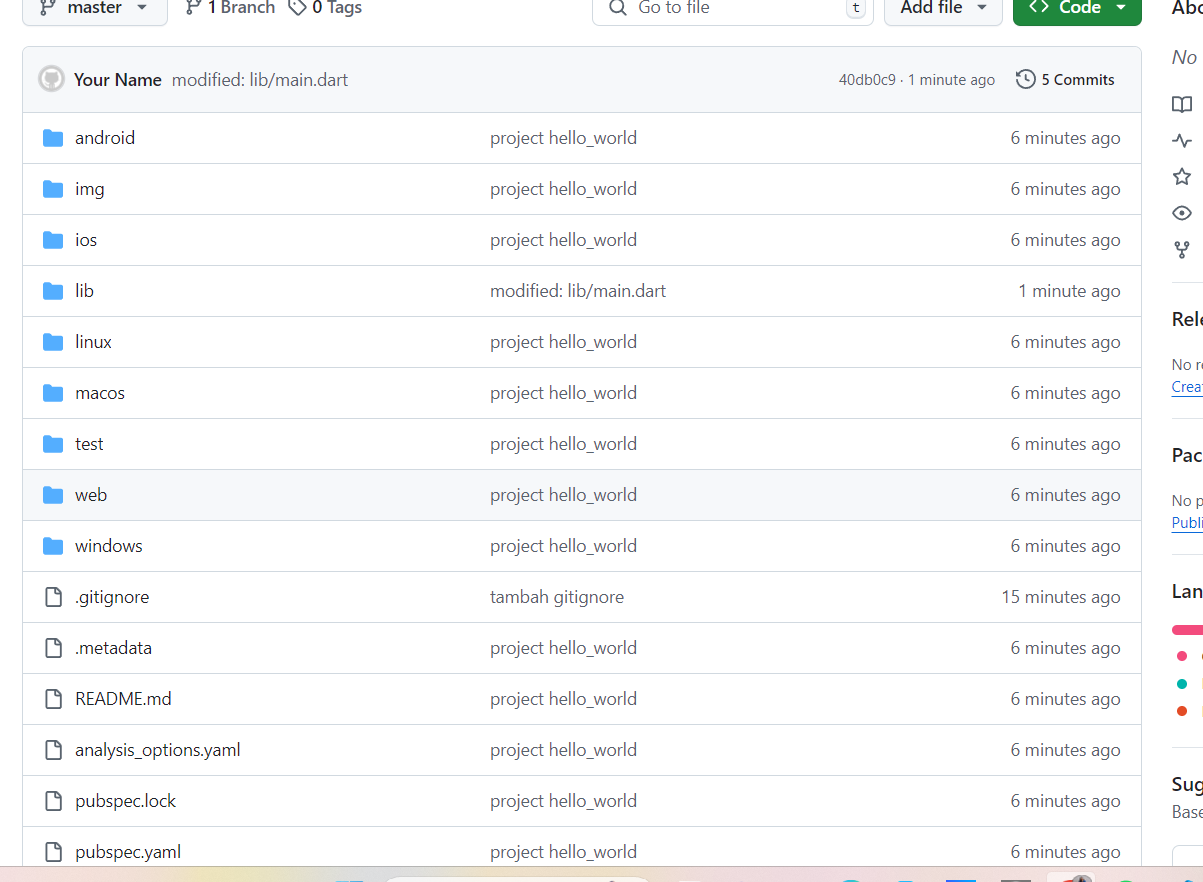 master 1 Branch 0 Tags Go to file t Add file Code Abo
Your Name modified: lib/main.dart 40db0c9 · 1 minute ago 5 Commits
No
android project hello_world 6 minutes ago
img project hello_world 6 minutes ago
ios project hello_world 6 minutes ago
lib modified: lib/main.dart 1 minute ago
linux project hello_world 6 minutes ago
macos project hello_world 6 minutes ago
test project hello_world 6 minutes ago
web project hello_world 6 minutes ago
windows project hello_world 6 minutes ago
.gitignore tambah gitignore 15 minutes ago
.metadata project hello_world 6 minutes ago
README.md project hello_world 6 minutes ago
analysis_options.yaml project hello_world 6 minutes ago
pubspec.lock project hello_world 6 minutes ago
pubspec.yaml project hello_world 6 minutes ago
Rele
No re
Crea
Pac
No p
Publi
Lan
Sug
Base